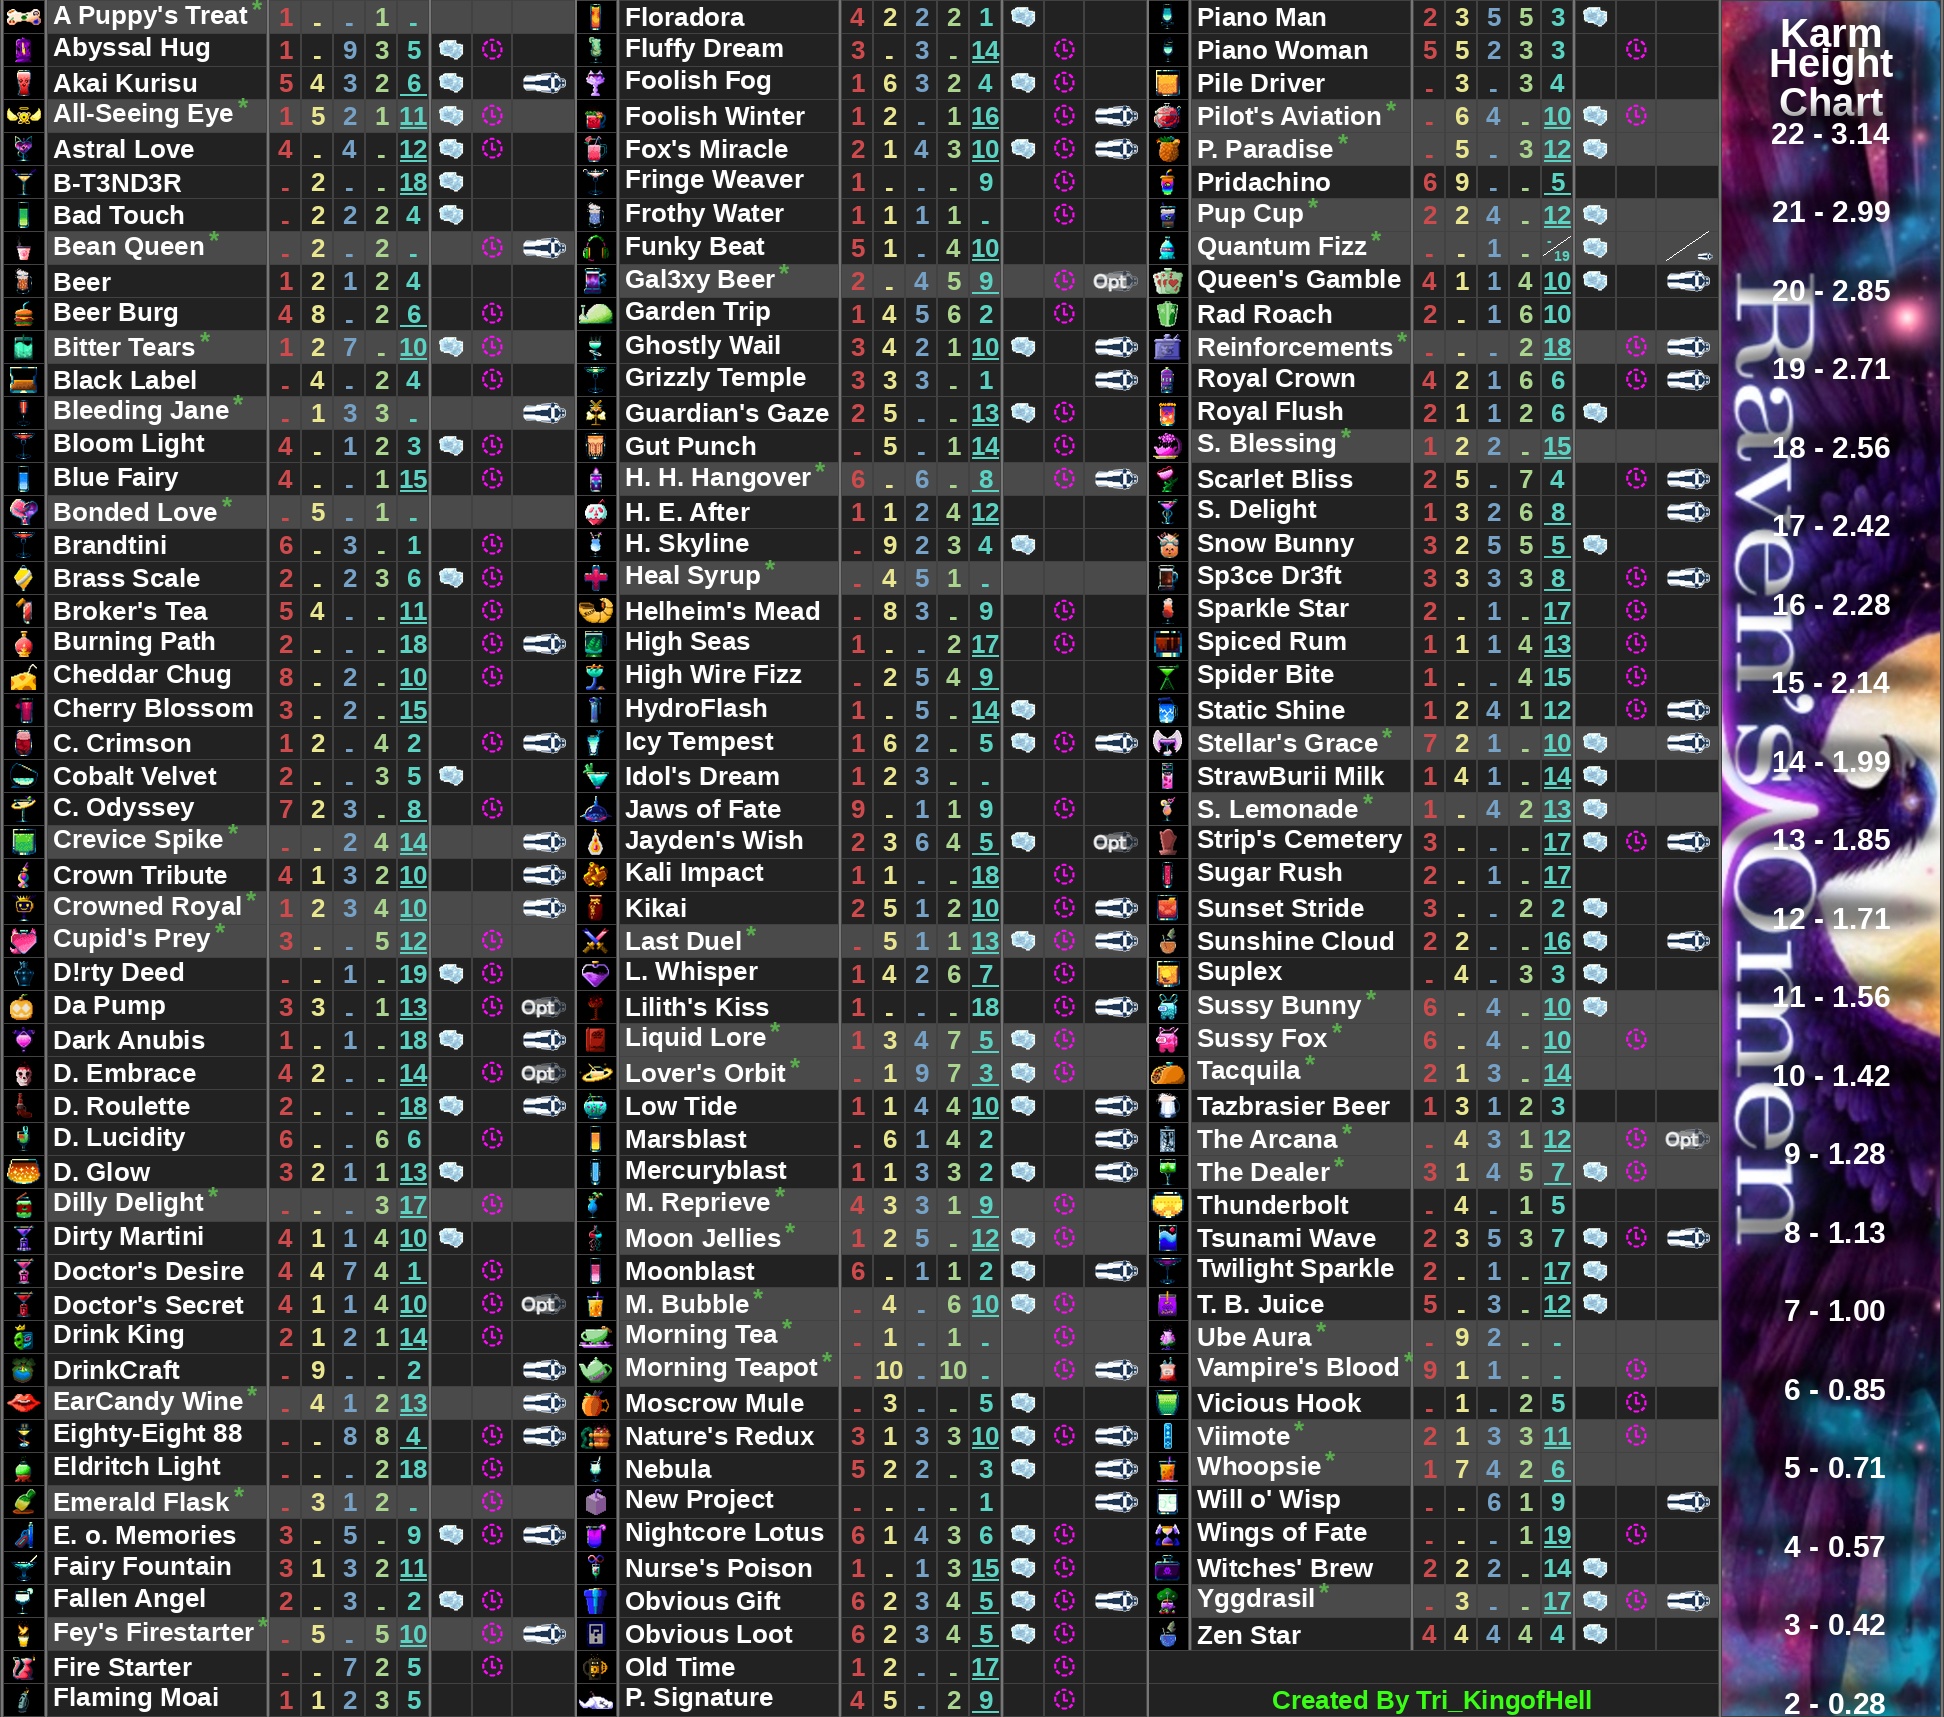 A Puppy's Treat * 1 - - 1 -
Abyssal Hug 1 - 9 3 5
Akai Kurisu 5 4 3 2 6
All-Seeing Eye * 1 5 2 1 11
Astral Love 4 - 4 - 12
B-T3ND3R - 2 - - 18
Bad Touch - 2 2 2 4
Bean Queen * - 2 - 2 -
Beer 1 2 1 2 4
Beer Burg 4 8 - 2 6
Bitter Tears * 1 2 7 - 10
Black Label - 4 - 2 4
Bleeding Jane * - 1 3 3 -
Bloom Light 4 - 1 2 3
Blue Fairy 4 - - 1 15
Bonded Love * - 5 - 1 -
Brandtini 6 - 3 - 1
Brass Scale 2 - 2 3 6
Broker's Tea 5 4 - - 11
Burning Path 2 - - - 18
Cheddar Chug 8 - 2 - 10
Cherry Blossom 3 - 2 - 15
C. Crimson 1 2 - 4 2
Cobalt Velvet 2 - - 3 5
C. Odyssey 7 2 3 - 8
Crevice Spike * - - 2 4 14
Crown Tribute 4 1 3 2 10
Crowned Royal * 1 2 3 4 10
Cupid's Prey * 3 - - 5 12
D!rty Deed - - 1 - 19
Da Pump 3 3 - 1 13 Opt
Dark Anubis 1 - 1 - 18
D. Embrace 4 2 - - 14 Opt
D. Roulette 2 - - - 18
D. Lucidity 6 - - 6 6
D. Glow 3 2 1 1 13
Dilly Delight * - - - 3 17
Dirty Martini 4 1 1 4 10
Doctor's Desire 4 4 7 4 1
Doctor's Secret 4 1 1 4 10 Opt
Drink King 2 1 2 1 14
DrinkCraft - 9 - - 2
EarCandy Wine * - 4 1 2 13
Eighty-Eight 88 - - 8 8 4
Eldritch Light - - - 2 18
Emerald Flask * - 3 1 2 -
E. o. Memories 3 - 5 - 9
Fairy Fountain 3 1 3 2 11
Fallen Angel 2 - 3 - 2
Fey's Firestarter * - 5 - 5 10
Fire Starter - - 7 2 5
Flaming Moai 1 1 2 3 5
Floradora 4 2 2 2 1
Fluffy Dream 3 - 3 - 14
Foolish Fog 1 6 3 2 4
Foolish Winter 1 2 - 1 16
Fox's Miracle 2 1 4 3 10
Fringe Weaver 1 - - - 9
Frothy Water 1 1 1 1 -
Funky Beat 5 1 - 4 10
Gal3xy Beer * 2 - 4 5 9 Opt
Garden Trip 1 4 5 6 2
Ghostly Wail 3 4 2 1 10
Grizzly Temple 3 3 3 - 1
Guardian's Gaze 2 5 - - 13
Gut Punch - 5 - 1 14
H. H. Hangover * 6 - 6 - 8
H. E. After 1 1 2 4 12
H. Skyline - 9 2 3 4
Heal Syrup * - 4 5 1 -
Helheim's Mead - 8 3 - 9
High Seas 1 - - 2 17
High Wire Fizz - 2 5 4 9
HydroFlash 1 - 5 - 14
Icy Tempest 1 6 2 - 5
Idol's Dream 1 2 3 - -
Jaws of Fate 9 - 1 1 9
Jayden's Wish 2 3 6 4 5 Opt
Kali Impact 1 1 - - 18
Kikai 2 5 1 2 10
Last Duel * - 5 1 1 13
L. Whisper 1 4 2 6 7
Lilith's Kiss 1 - - - 18
Liquid Lore * 1 3 4 7 5
Lover's Orbit * - 1 9 7 3
Low Tide 1 1 4 4 10
Marsblast - 6 1 4 2
Mercuryblast 1 1 3 3 2
M. Reprieve * 4 3 3 1 9
Moon Jellies * 1 2 5 - 12
Moonblast 6 - 1 1 2
M. Bubble * - 4 - 6 10
Morning Tea * - 1 - 1 -
Morning Teapot * - 10 - 10 -
Moscrow Mule - 3 - - 5
Nature's Redux 3 1 3 3 10
Nebula 5 2 2 - 3
New Project - - - - 1
Nightcore Lotus 6 1 4 3 6
Nurse's Poison 1 - 1 3 15
Obvious Gift 6 2 3 4 5
Obvious Loot 6 2 3 4 5
Old Time 1 2 - - 17
P. Signature 4 5 - 2 9
Piano Man 2 3 5 5 3
Piano Woman 5 5 2 3 3
Pile Driver - 3 - 3 4
Pilot's Aviation * - 6 4 - 10
P. Paradise * - 5 - 3 12
Pridachino 6 9 - - 5
Pup Cup * 2 2 4 - 12
Quantum Fizz * - - 1 - -/19
Queen's Gamble 4 1 1 4 10
Rad Roach 2 - 1 6 10
Reinforcements * - - - 2 18
Royal Crown 4 2 1 6 6
Royal Flush 2 1 1 2 6
S. Blessing * 1 2 2 - 15
Scarlet Bliss 2 5 - 7 4
S. Delight 1 3 2 6 8
Snow Bunny 3 2 5 5 5
Sp3ce Dr3ft 3 3 3 3 8
Sparkle Star 2 - 1 - 17
Spiced Rum 1 1 1 4 13
Spider Bite 1 - - 4 15
Static Shine 1 2 4 1 12
Stellar's Grace * 7 2 1 - 10
StrawBurii Milk 1 4 1 - 14
S. Lemonade * 1 - 4 2 13
Strip's Cemetery 3 - - - 17
Sugar Rush 2 - 1 - 17
Sunset Stride 3 - - 2 2
Sunshine Cloud 2 2 - - 16
Suplex - 4 - 3 3
Sussy Bunny * 6 - 4 - 10
Sussy Fox * 6 - 4 - 10
Tacquila * 2 1 3 - 14
Tazbrasier Beer 1 3 1 2 3
The Arcana * - 4 3 1 12 Opt
The Dealer * 3 1 4 5 7
Thunderbolt - 4 - 1 5
Tsunami Wave 2 3 5 3 7
Twilight Sparkle 2 - 1 - 17
T. B. Juice 5 - 3 - 12
Ube Aura * - 9 2 - -
Vampire's Blood * 9 1 1 - -
Vicious Hook - 1 - 2 5
Viimote * 2 1 3 3 11
Whoopsie * 1 7 4 2 6
Will o' Wisp - - 6 1 9
Wings of Fate - - - 1 19
Witches' Brew 2 2 2 - 14
Yggdrasil * - 3 - - 17
Zen Star 4 4 4 4 4
Created By Tri_KingofHell
Karm
Height
Chart
22 - 3.14
21 - 2.99
20 - 2.85
19 - 2.71
18 - 2.56
17 - 2.42
16 - 2.28
15 - 2.14
14 - 1.99
13 - 1.85
12 - 1.71
11 - 1.56
10 - 1.42
9 - 1.28
8 - 1.13
7 - 1.00
6 - 0.85
5 - 0.71
4 - 0.57
3 - 0.42
2 - 0.28
Raven's Omen